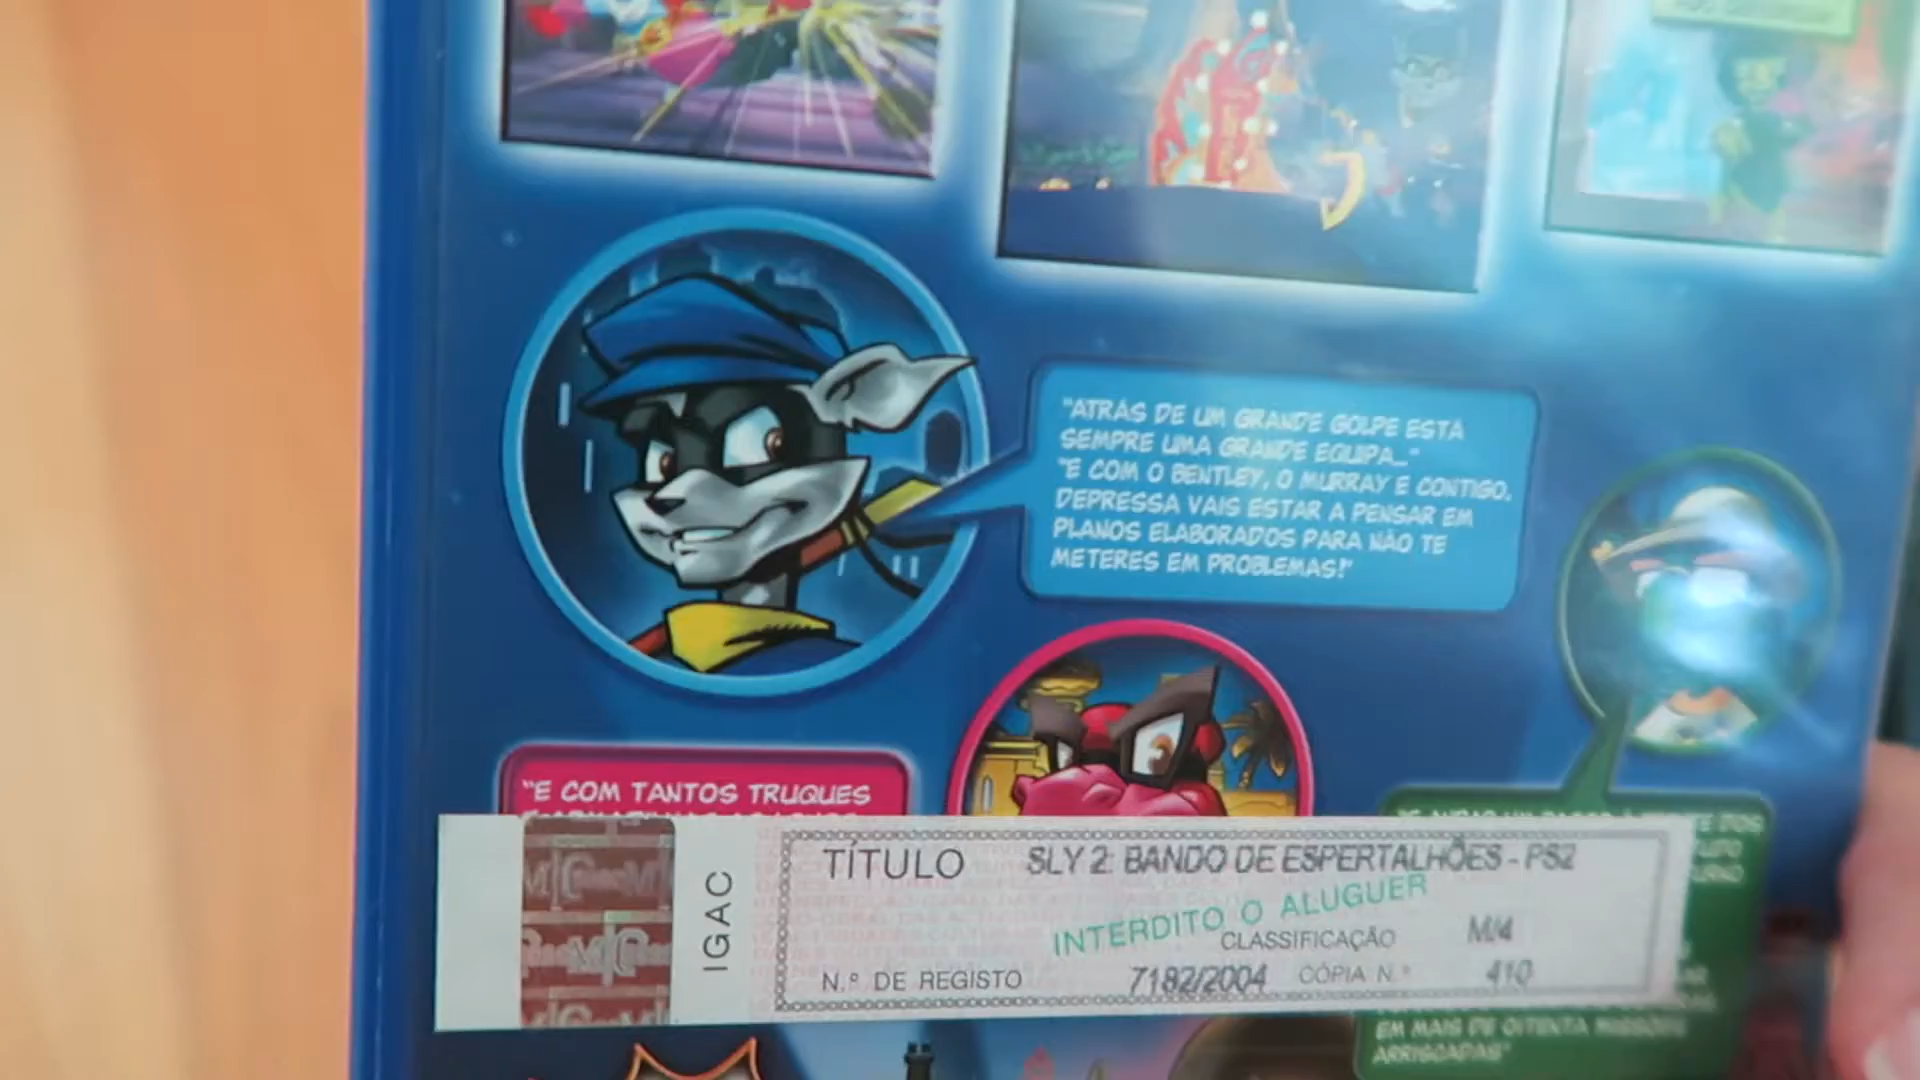 "ATRÁS DE UM GRANDE GOLPE ESTÁ
SEMPRE UMA GRANDE EQUIPA..."
"E COM O BENTLEY, O MURRAY E CONTIGO,
DEPRESSA VAIS ESTAR A PENSAR EM
PLANOS ELABORADOS PARA NÃO TE
METERES EM PROBLEMAS!"
"E COM TANTOS TRUQUES
IGAC
TÍTULO SLY 2: BANDO DE ESPERTALHÕES - PS2
INTERDITO O ALUGUER
CLASSIFICAÇÃO M/4
N.º DE REGISTO 7182/2004 CÓPIA N.º 410
EM MAIS DE OITENTA MISSÕES
ARRISCADAS"